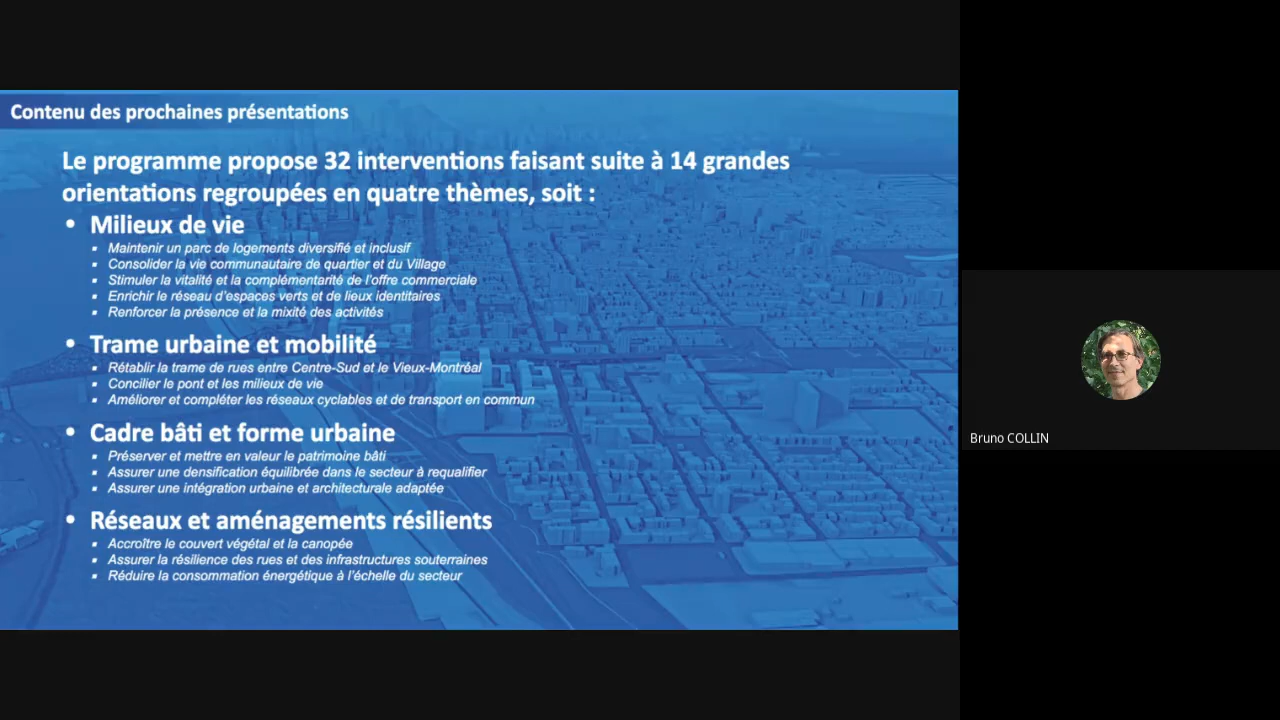 Contenu des prochaines présentations
Le programme propose 32 interventions faisant suite à 14 grandes
orientations regroupées en quatre thèmes, soit :
• Milieux de vie
▪ Maintenir un parc de logements diversifié et inclusif
▪ Consolider la vie communautaire de quartier et du Village
▪ Stimuler la vitalité et la complémentarité de l'offre commerciale
▪ Enrichir le réseau d'espaces verts et de lieux identitaires
▪ Renforcer la présence et la mixité des activités
• Trame urbaine et mobilité
▪ Rétablir la trame de rues entre Centre-Sud et le Vieux-Montréal
▪ Concilier le pont et les milieux de vie
▪ Améliorer et compléter les réseaux cyclables et de transport en commun
• Cadre bâti et forme urbaine
▪ Préserver et mettre en valeur le patrimoine bâti
▪ Assurer une densification équilibrée dans le secteur à requalifier
▪ Assurer une intégration urbaine et architecturale adaptée
• Réseaux et aménagements résilients
▪ Accroître le couvert végétal et la canopée
▪ Assurer la résilience des rues et des infrastructures souterraines
▪ Réduire la consommation énergétique à l'échelle du secteur
Bruno COLLIN